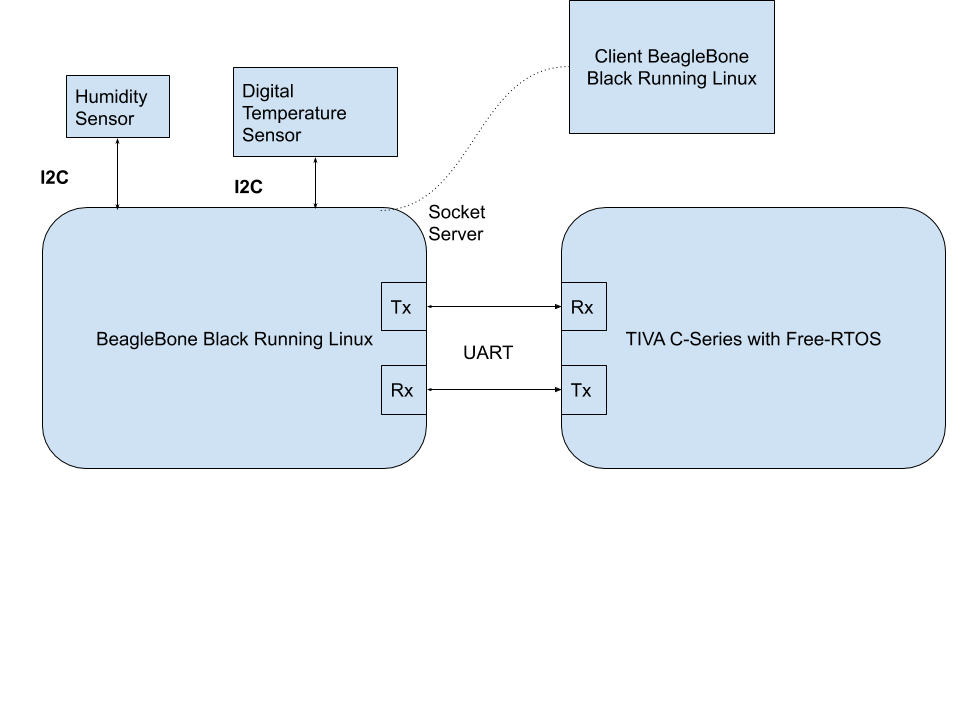 Client BeagleBone
Black Running Linux
Humidity
Sensor
Digital
Temperature
Sensor
I2C
I2C
Socket
Server
Tx
Rx
BeagleBone Black Running Linux
UART
TIVA C-Series with Free-RTOS
Rx
Tx